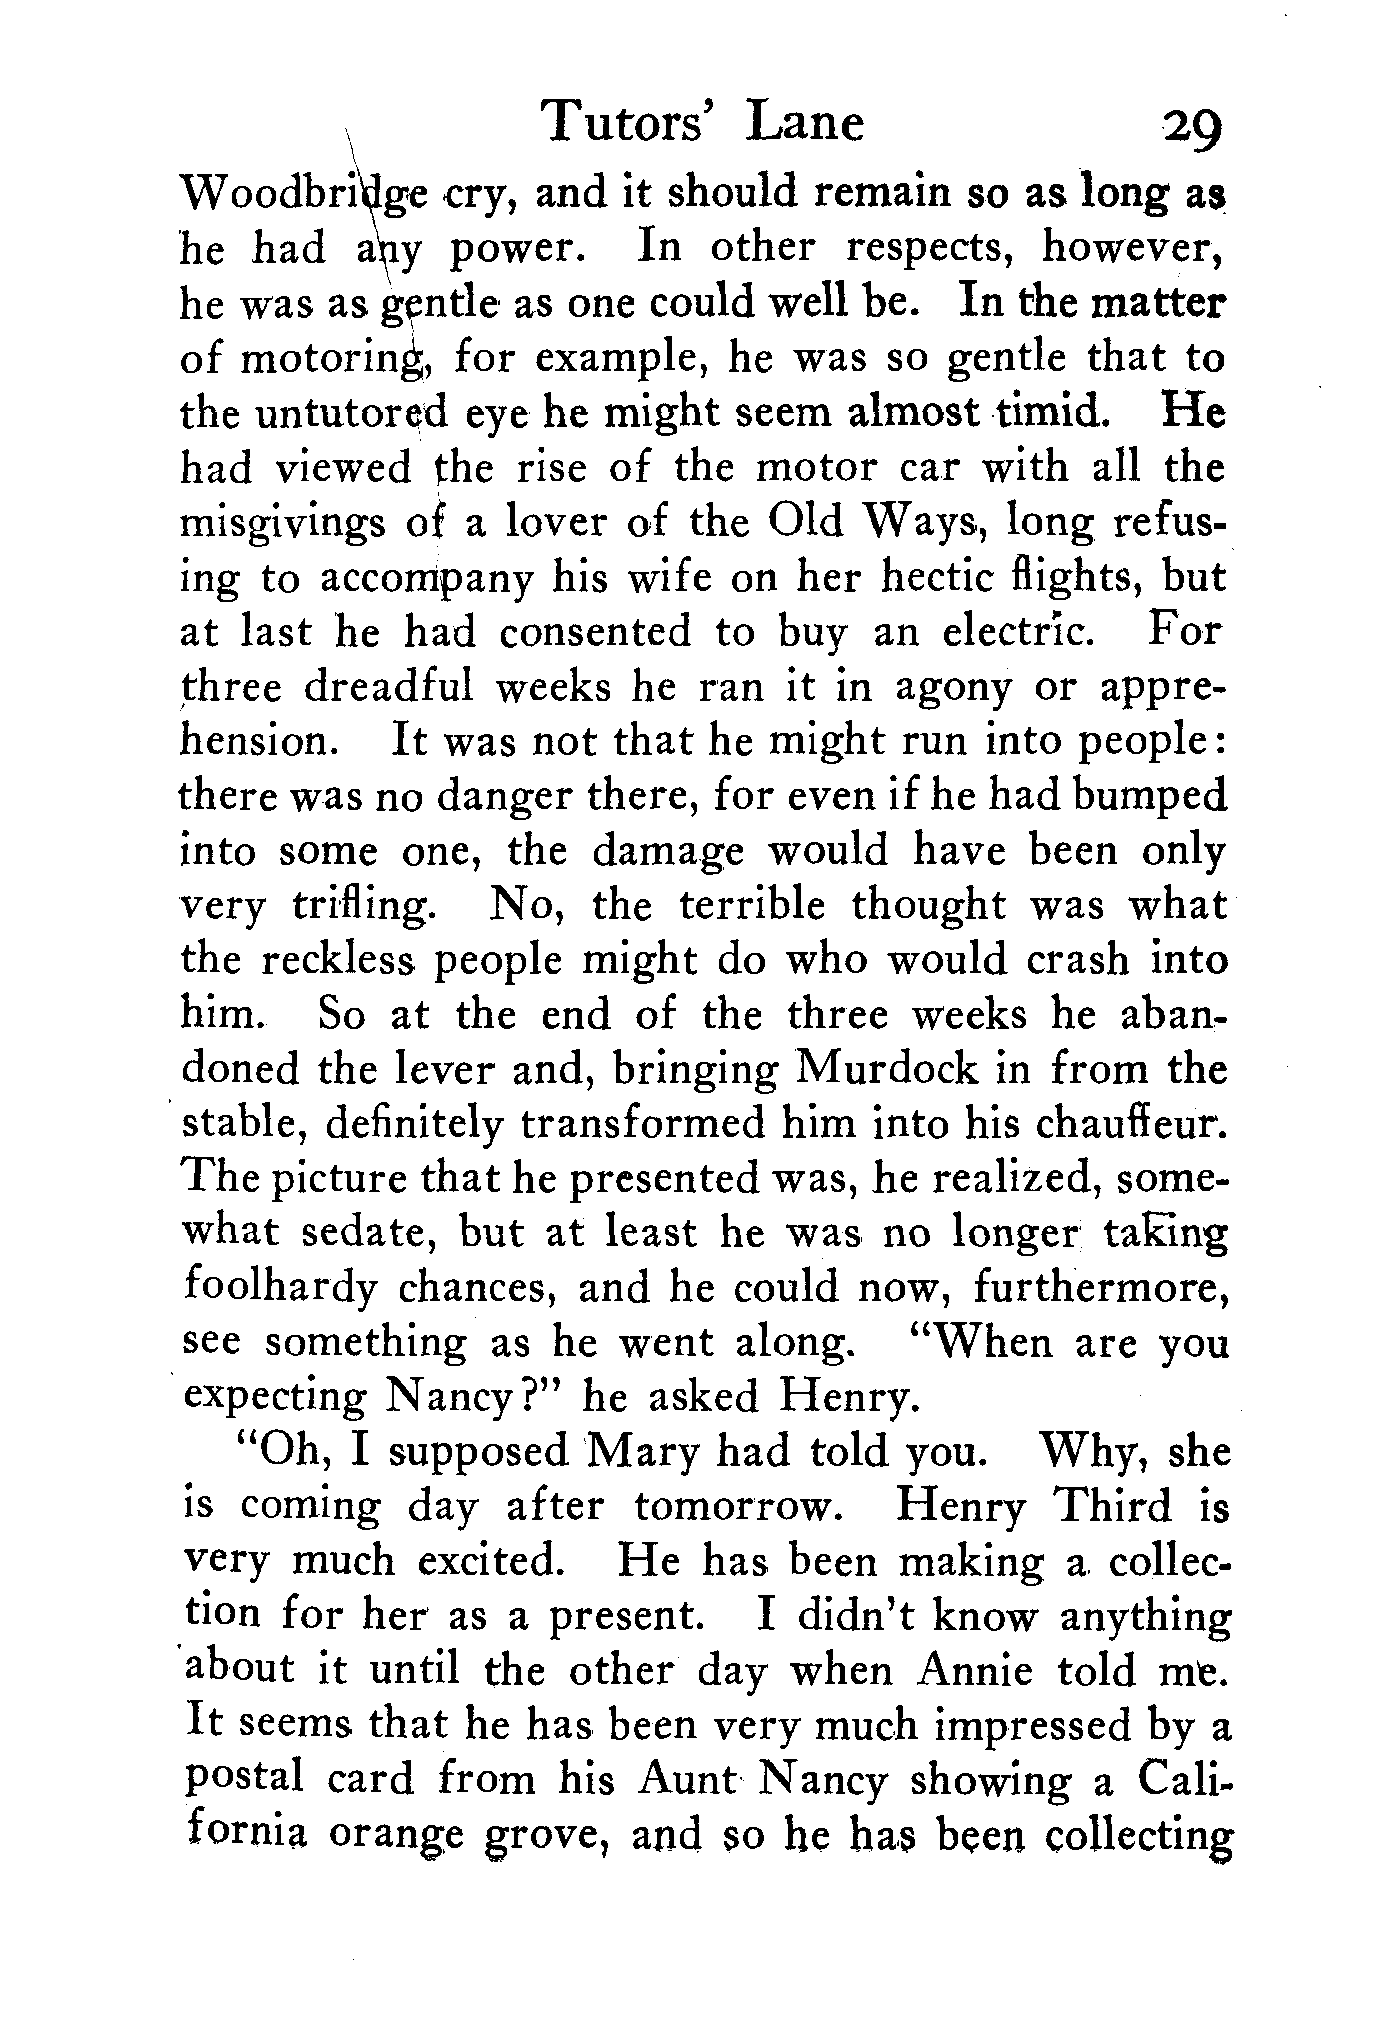 Tutors' Lane 29
Woodbridge cry, and it should remain so as long as
he had any power. In other respects, however,
he was as gentle as one could well be. In the matter
of motoring, for example, he was so gentle that to
the untutored eye he might seem almost timid. He
had viewed the rise of the motor car with all the
misgivings of a lover of the Old Ways, long refus-
ing to accompany his wife on her hectic flights, but
at last he had consented to buy an electric. For
three dreadful weeks he ran it in agony or appre-
hension. It was not that he might run into people:
there was no danger there, for even if he had bumped
into some one, the damage would have been only
very trifling. No, the terrible thought was what
the reckless people might do who would crash into
him. So at the end of the three weeks he aban-
doned the lever and, bringing Murdock in from the
stable, definitely transformed him into his chauffeur.
The picture that he presented was, he realized, some-
what sedate, but at least he was no longer taking
foolhardy chances, and he could now, furthermore,
see something as he went along. "When are you
expecting Nancy?" he asked Henry.
"Oh, I supposed Mary had told you. Why, she
is coming day after tomorrow. Henry Third is
very much excited. He has been making a collec-
tion for her as a present. I didn't know anything
about it until the other day when Annie told me.
It seems that he has been very much impressed by a
postal card from his Aunt Nancy showing a Cali-
fornia orange grove, and so he has been collecting